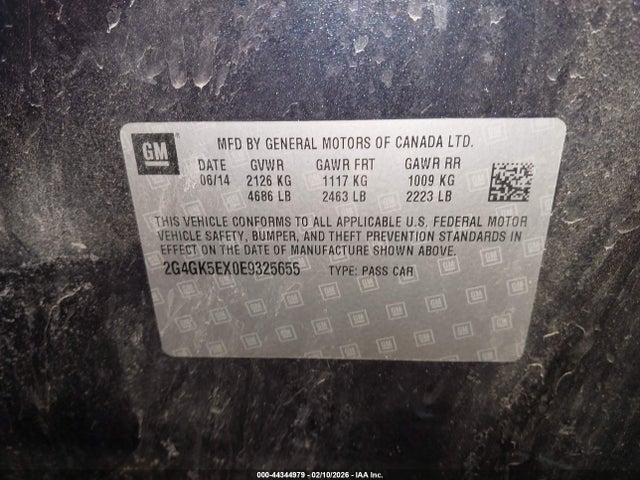 GM
MFD BY GENERAL MOTORS OF CANADA LTD.
DATE GVWR GAWR FRT GAWR RR
06/14 2126 KG 1117 KG 1009 KG
4686 LB 2463 LB 2223 LB
THIS VEHICLE CONFORMS TO ALL APPLICABLE U.S. FEDERAL MOTOR
VEHICLE SAFETY, BUMPER, AND THEFT PREVENTION STANDARDS IN
EFFECT ON THE DATE OF MANUFACTURE SHOWN ABOVE.
2G4GK5EX0E9325655 TYPE: PASS CAR
000-44344979 - 02/10/2026 - IAA Inc.